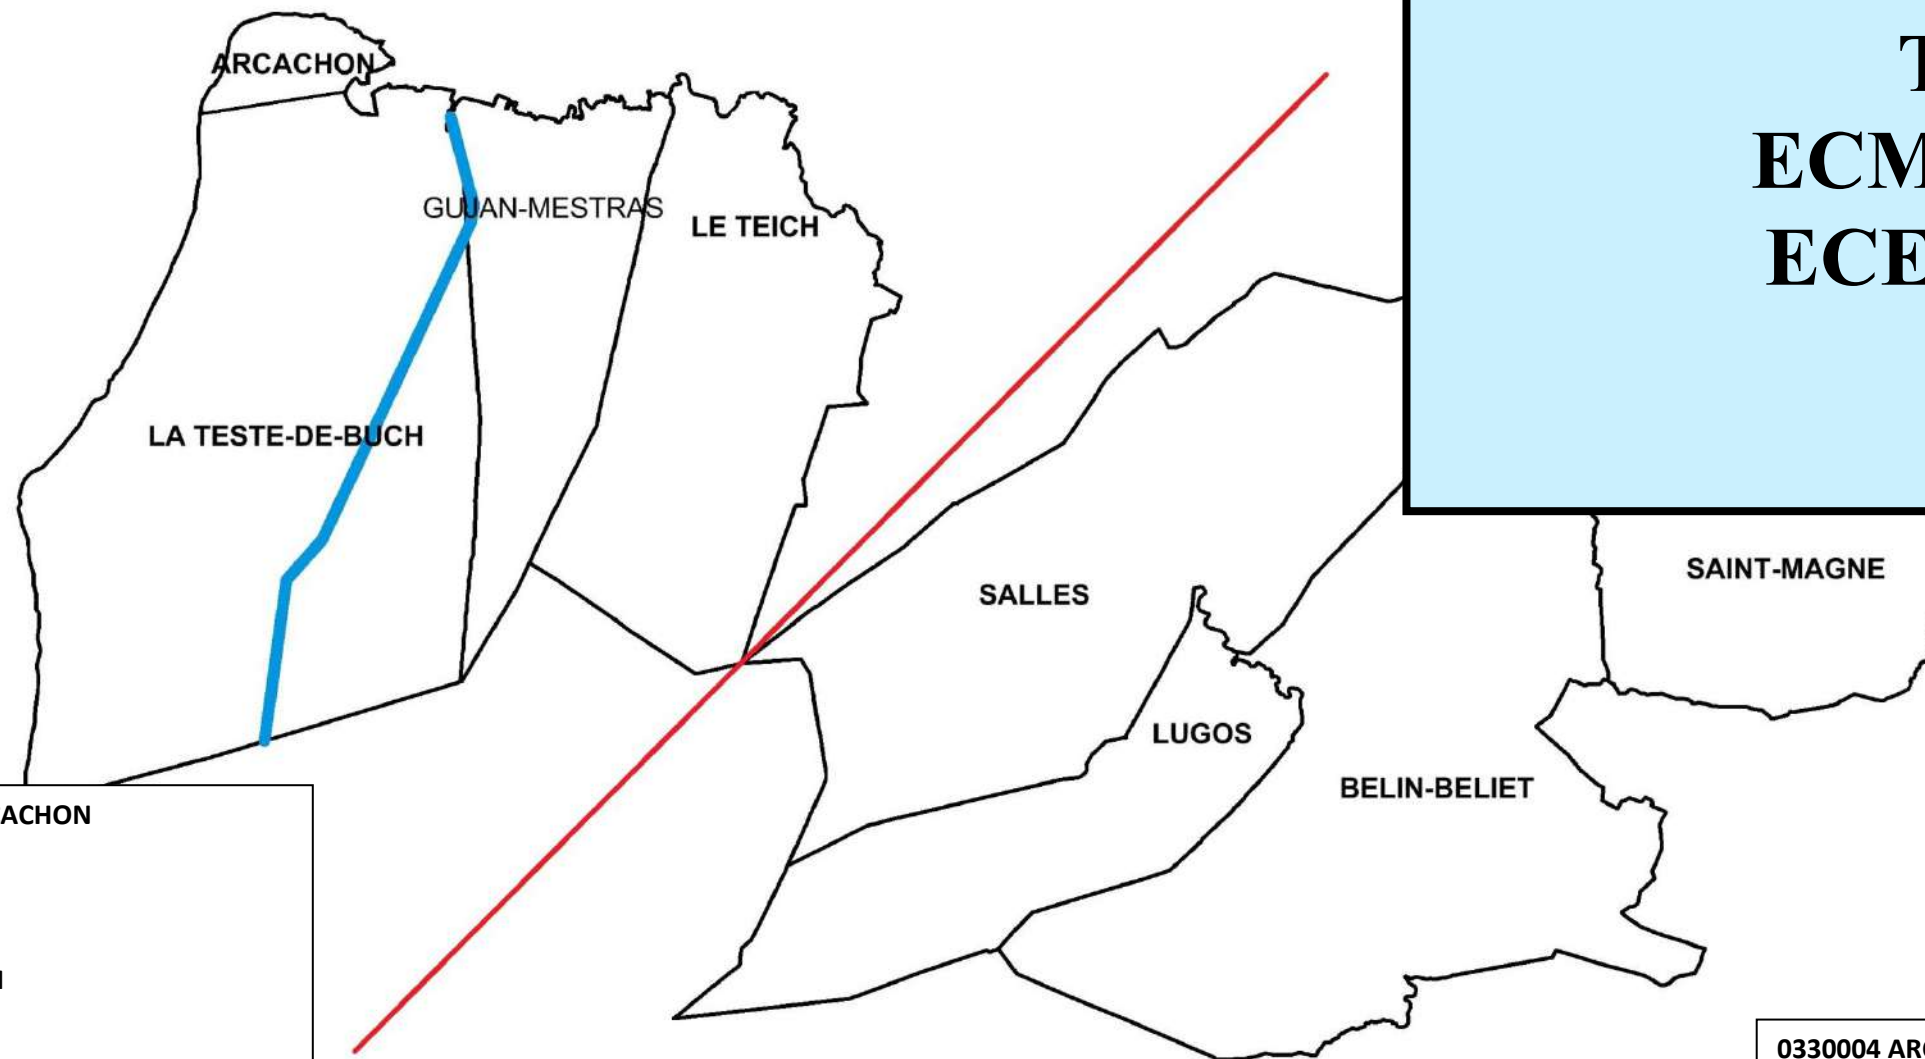 ARCACHON
T
ECM
ECE
GUJAN-MESTRAS
LE TEICH
LA TESTE-DE-BUCH
SAINT-MAGNE
SALLES
LUGOS
BELIN-BELIET
ACHON
0330004 ARC